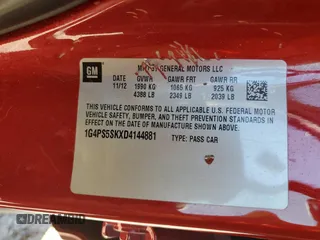 GM
MFD BY GENERAL MOTORS LLC
DATE GVWR GAWR FRT GAWR RR
11/12 1990 KG 1065 KG 925 KG
4388 LB 2349 LB 2039 LB
THIS VEHICLE CONFORMS TO ALL APPLICABLE U.S. FEDERAL MOTOR
VEHICLE SAFETY, BUMPER, AND THEFT PREVENTION STANDARDS
IN EFFECT ON THE DATE OF MANUFACTURE SHOWN ABOVE.
1G4PS5SKXD4144881 TYPE: PASS CAR
DREAMBID